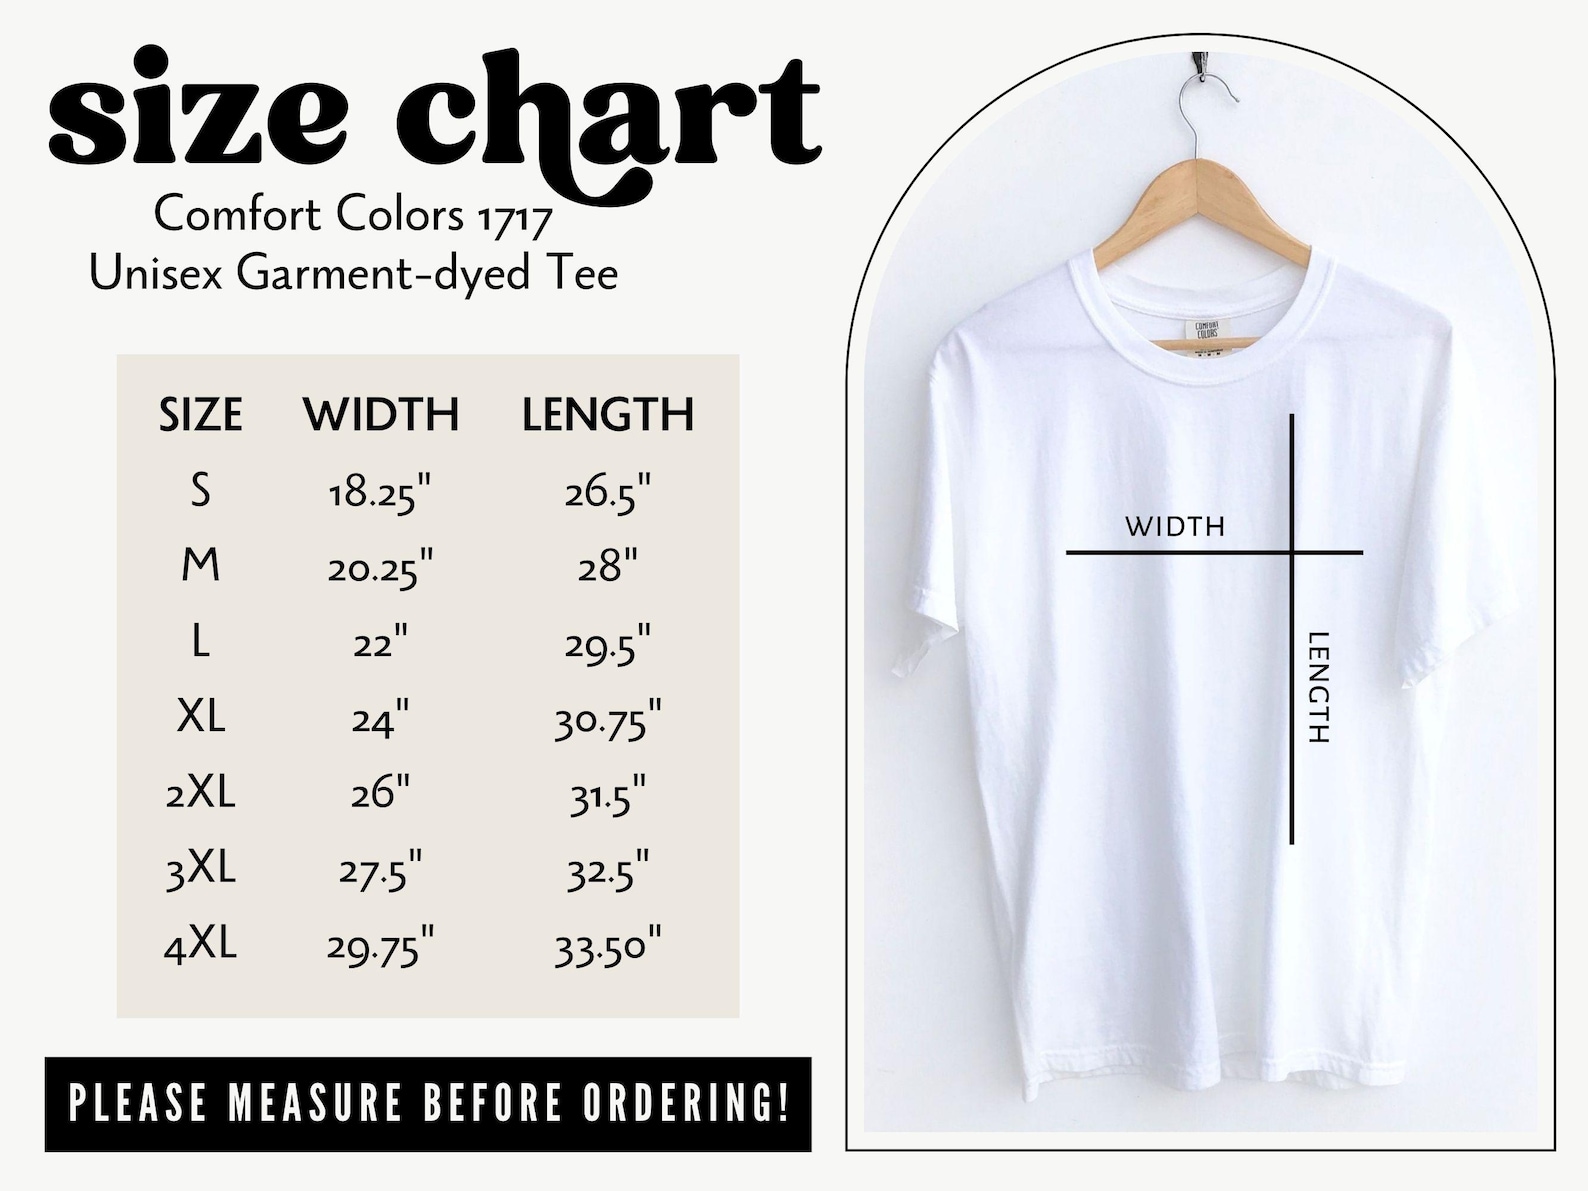 size chart
Comfort Colors 1717
Unisex Garment-dyed Tee
SIZE WIDTH LENGTH
S 18.25" 26.5"
M 20.25" 28"
L 22" 29.5"
XL 24" 30.75"
2XL 26" 31.5"
3XL 27.5" 32.5"
4XL 29.75" 33.50"
PLEASE MEASURE BEFORE ORDERING!
COMFORT
COLORS
WIDTH
LENGTH